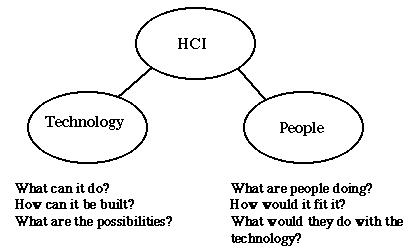 HCI
Technology
People
What can it do?
How can it be built?
What are the possibilities?
What are people doing?
How would it fit it?
What would they do with the
technology?